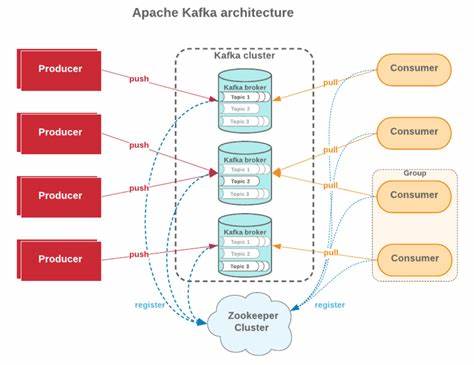 Apache Kafka architecture
Kafka cluster
Producer
push
Kafka broker
Topic 1
Topic 2
Topic 3
pull
Consumer
Producer
push
Kafka broker
Topic 1
Topic 2
Topic 3
pull
Consumer
Producer
push
pull
Group
Consumer
Producer
push
Kafka broker
Topic 1
Topic 2
Topic 3
pull
Consumer
register
Zookeeper
Cluster
register